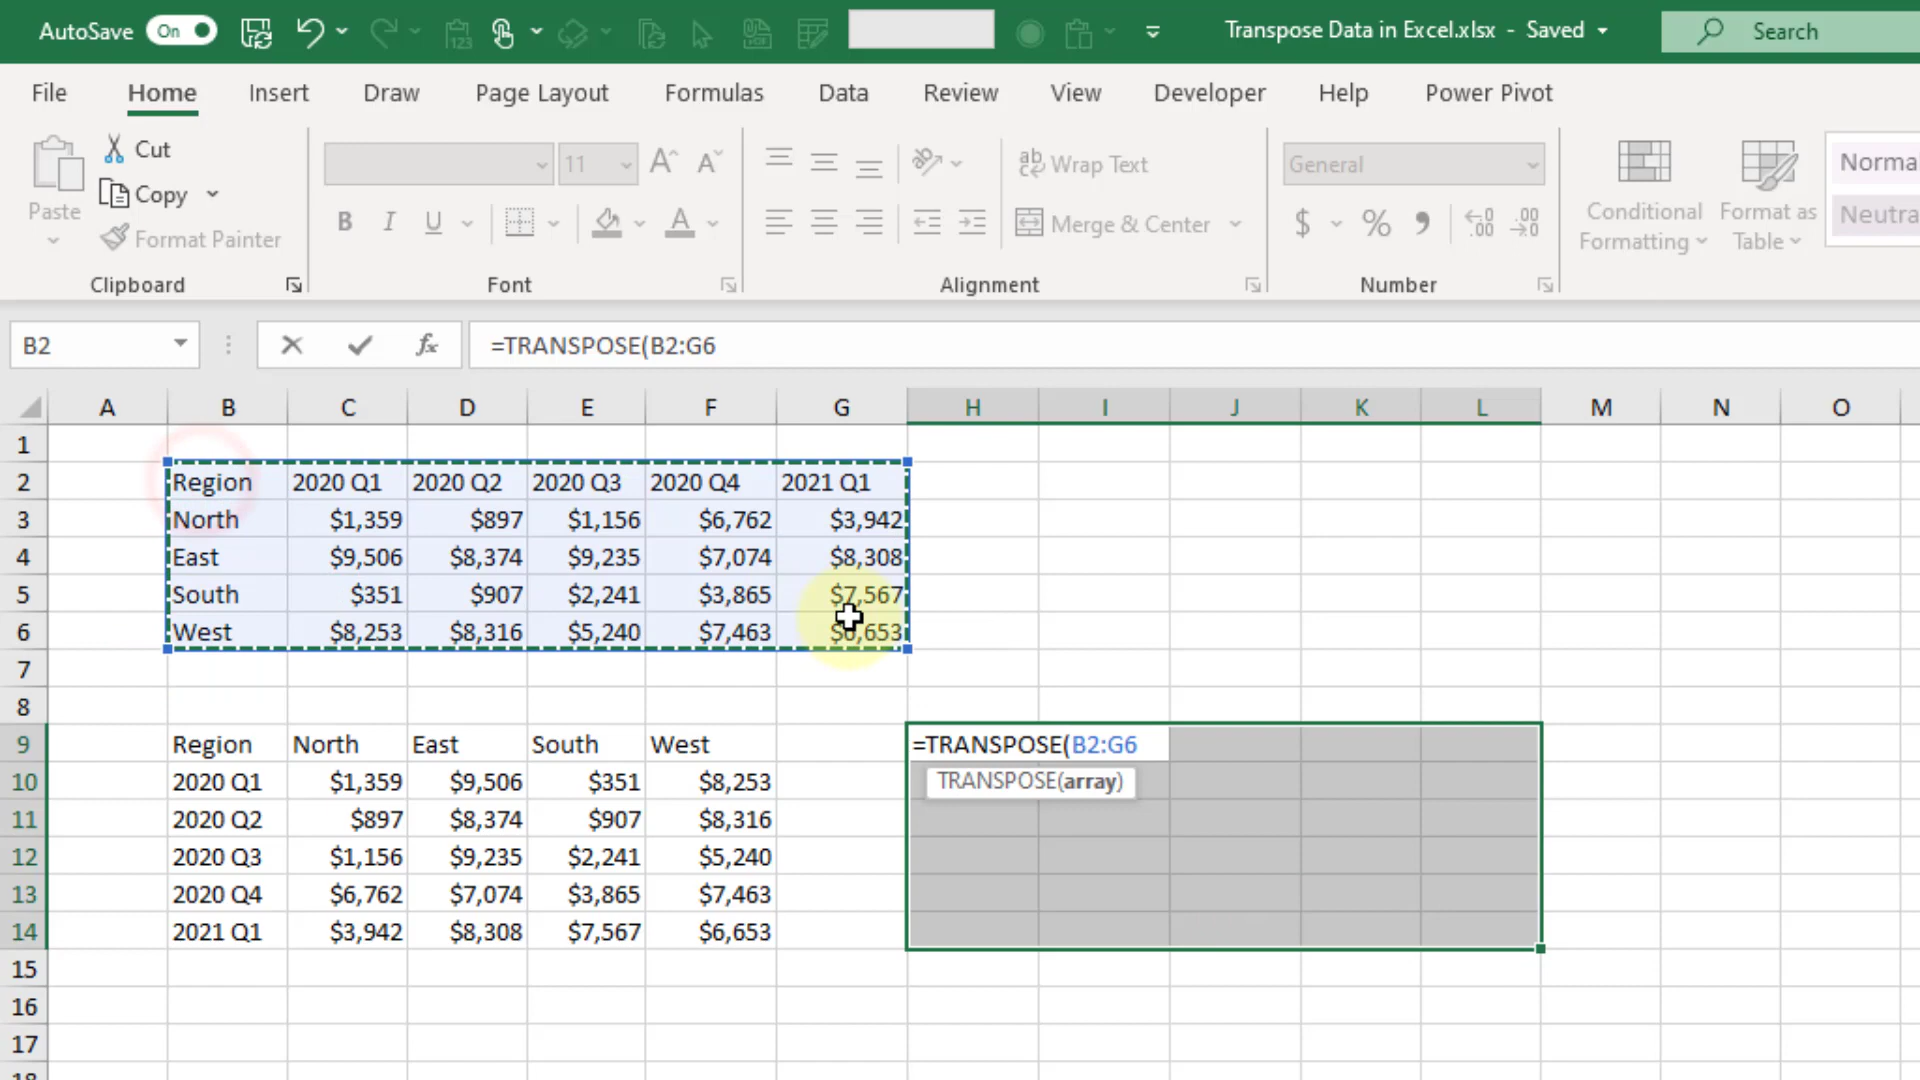 AutoSave On Transpose Data in Excel.xlsx - Saved Search
File Home Insert Draw Page Layout Formulas Data Review View Developer Help Power Pivot
Paste Cut
Copy
Format Painter
Clipboard
11
B I U A
Font
ab Wrap Text
Merge & Center
Alignment
General
$ % ,
Number
Conditional
Formatting
Format as
Table
Norma
Neutra
B2 fx =TRANSPOSE(B2:G6
A B C D E F G H I J K L M N O
1
2 Region 2020 Q1 2020 Q2 2020 Q3 2020 Q4 2021 Q1
3 North $1,359 $897 $1,156 $6,762 $3,942
4 East $9,506 $8,374 $9,235 $7,074 $8,308
5 South $351 $907 $2,241 $3,865 $7,567
6 West $8,253 $8,316 $5,240 $7,463 $6,653
7
8
9 Region North East South West =TRANSPOSE(B2:G6
10 2020 Q1 $1,359 $9,506 $351 $8,253 TRANSPOSE(array)
11 2020 Q2 $897 $8,374 $907 $8,316
12 2020 Q3 $1,156 $9,235 $2,241 $5,240
13 2020 Q4 $6,762 $7,074 $3,865 $7,463
14 2021 Q1 $3,942 $8,308 $7,567 $6,653
15
16
17
18